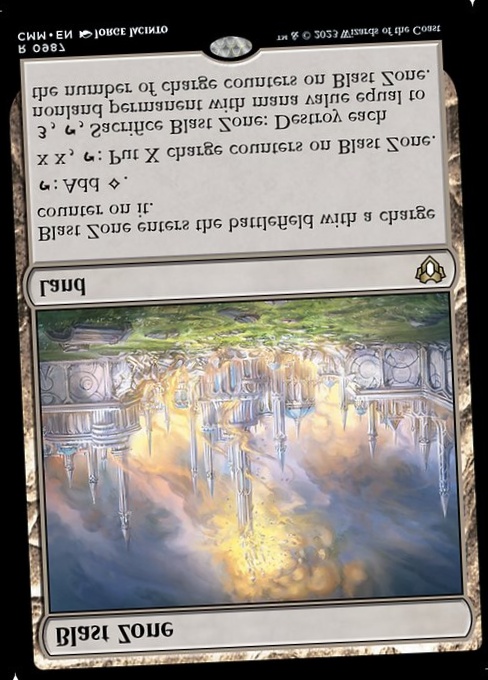 Blast Zone
Land
Blast Zone enters the battlefield with a charge
counter on it.
: Add .
X X, : Put X charge counters on Blast Zone.
3, , Sacrifice Blast Zone: Destroy each
nonland permanent with mana value equal to
the number of charge counters on Blast Zone.
R 0987
CMM • EN Jorge Jacinto
™ & © 2023 Wizards of the Coast